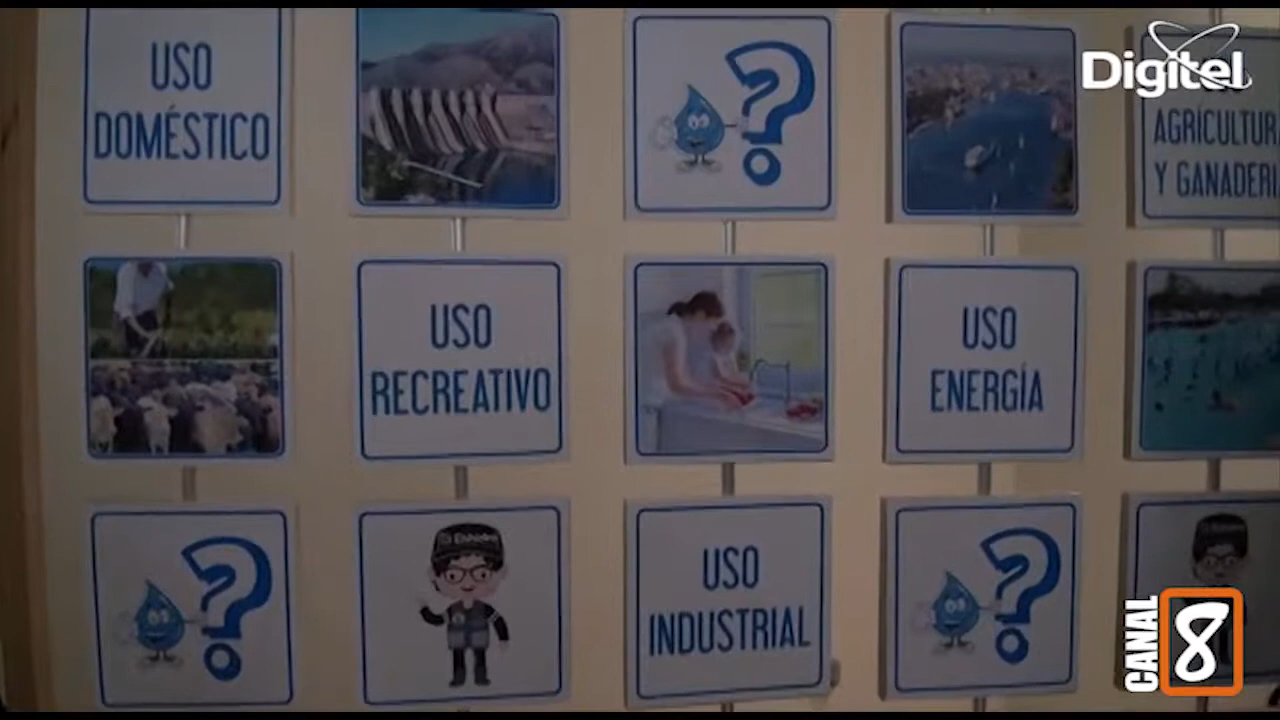 USO
DOMÉSTICO
Digitel
AGRICULTUR
Y GANADERI
USO
RECREATIVO
USO
ENERGÍA
USO
INDUSTRIAL
CANAL
8